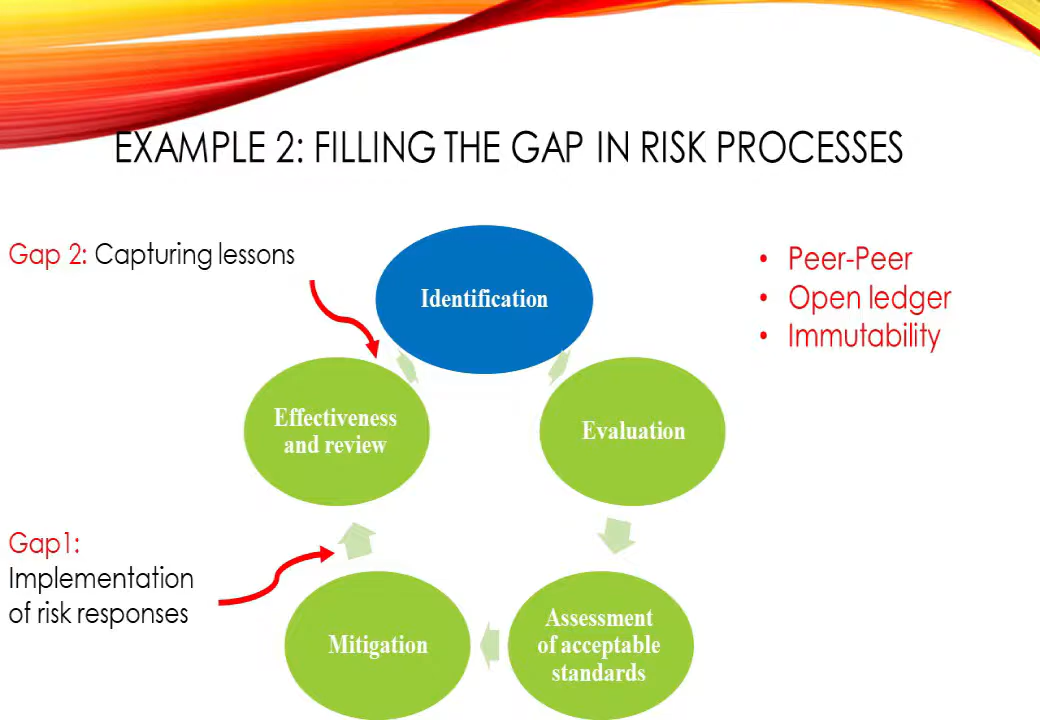 EXAMPLE 2: FILLING THE GAP IN RISK PROCESSES
Gap 2: Capturing lessons
Identification
• Peer-Peer
• Open ledger
• Immutability
Effectiveness
and review
Evaluation
Gap1:
Implementation
of risk responses
Mitigation
Assessment
of acceptable
standards